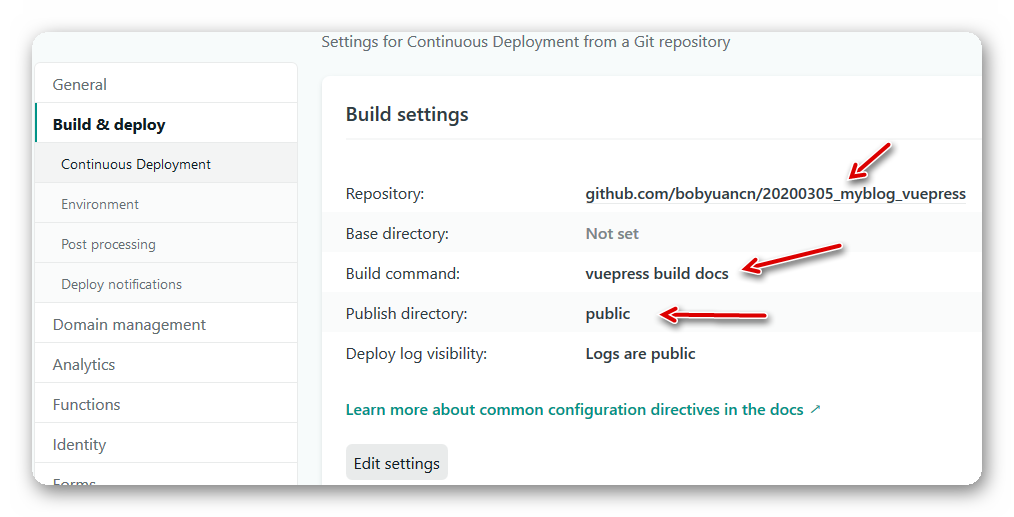 Settings for Continuous Deployment from a Git repository
General
Build & deploy
Continuous Deployment
Environment
Post processing
Deploy notifications
Domain management
Analytics
Functions
Identity
Forms
Build settings
Repository: github.com/bobyuancn/20200305_myblog_vuepress
Base directory: Not set
Build command: vuepress build docs
Publish directory: public
Deploy log visibility: Logs are public
Learn more about common configuration directives in the docs ↗
Edit settings